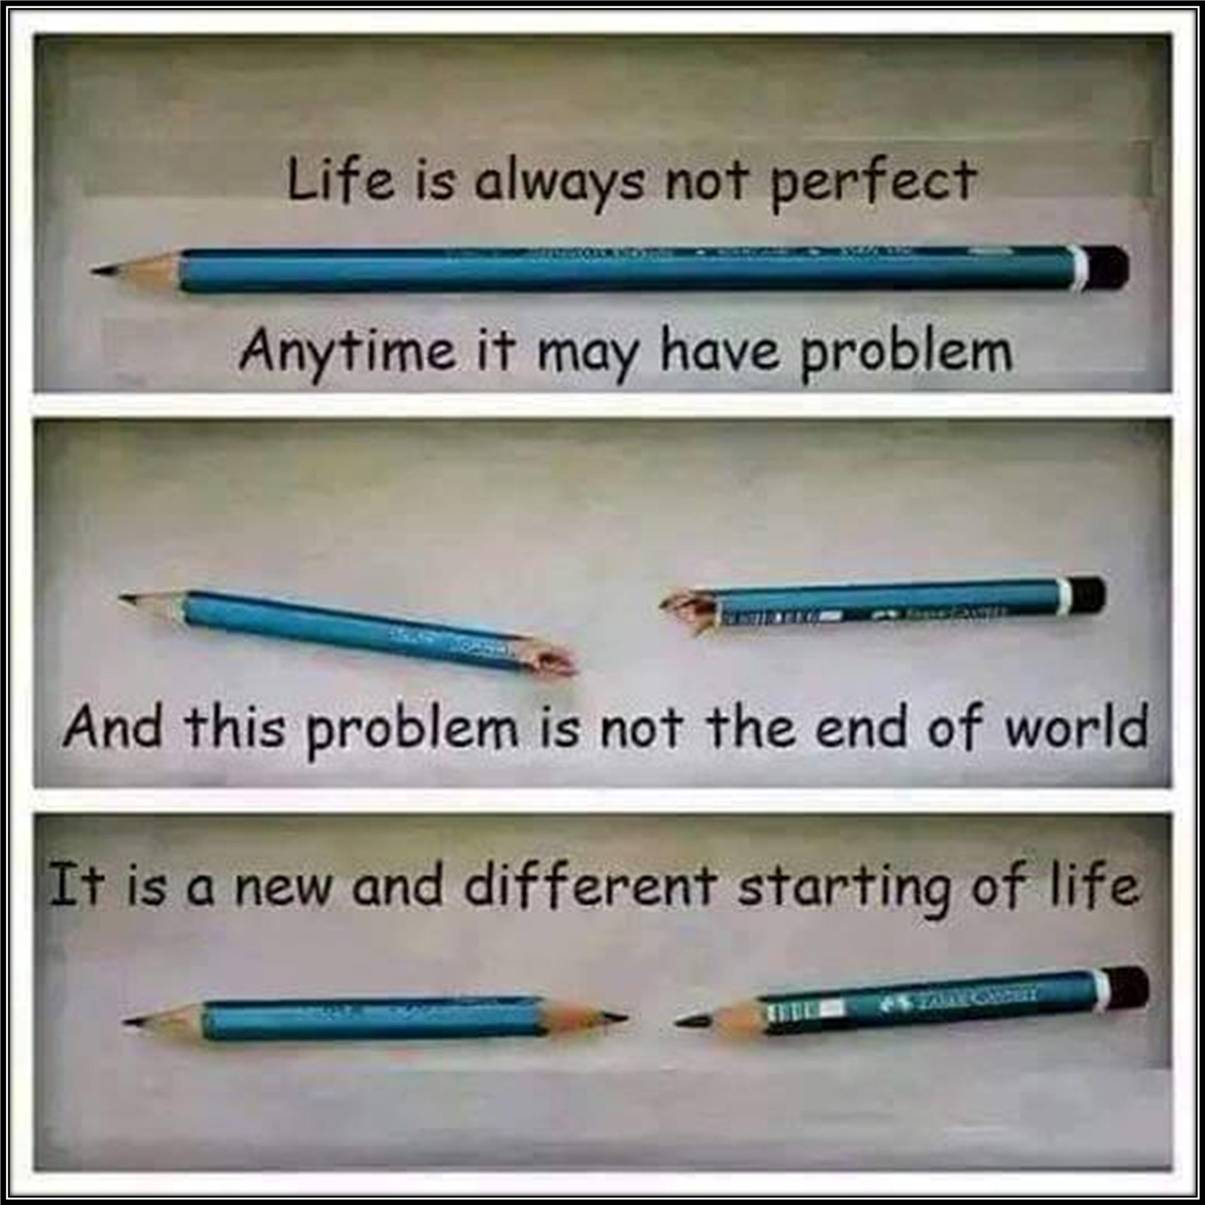 Life is always not perfect
Anytime it may have problem
And this problem is not the end of world
It is a new and different starting of life